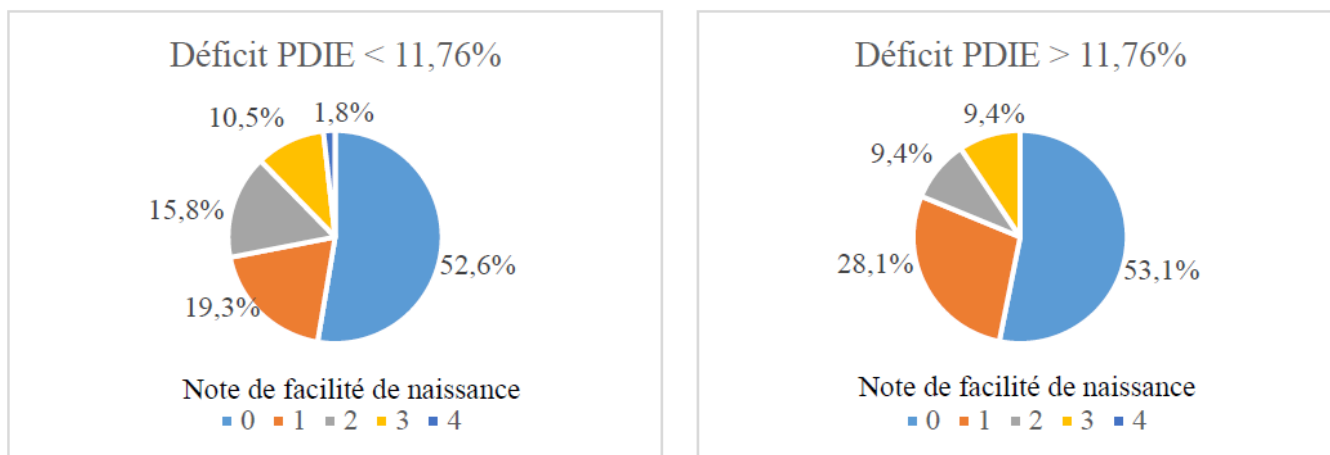 Déficit PDIE < 11,76%
10,5%
1,8%
15,8%
52,6%
19,3%
Note de facilité de naissance
0 1 2 3 4
Déficit PDIE > 11,76%
9,4%
9,4%
28,1%
53,1%
Note de facilité de naissance
0 1 2 3 4